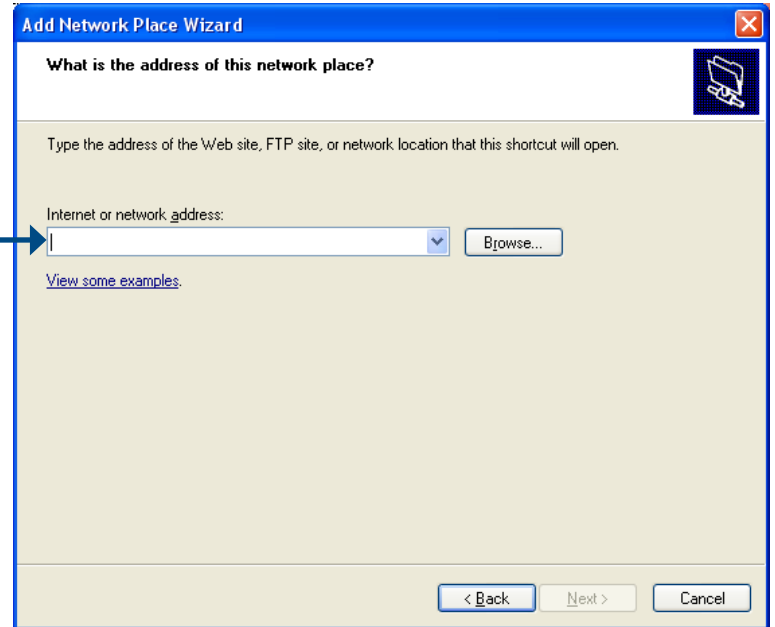 Add Network Place Wizard
What is the address of this network place?
Type the address of the Web site, FTP site, or network location that this shortcut will open.
Internet or network address:
Browse...
View some examples.
< Back Next > Cancel